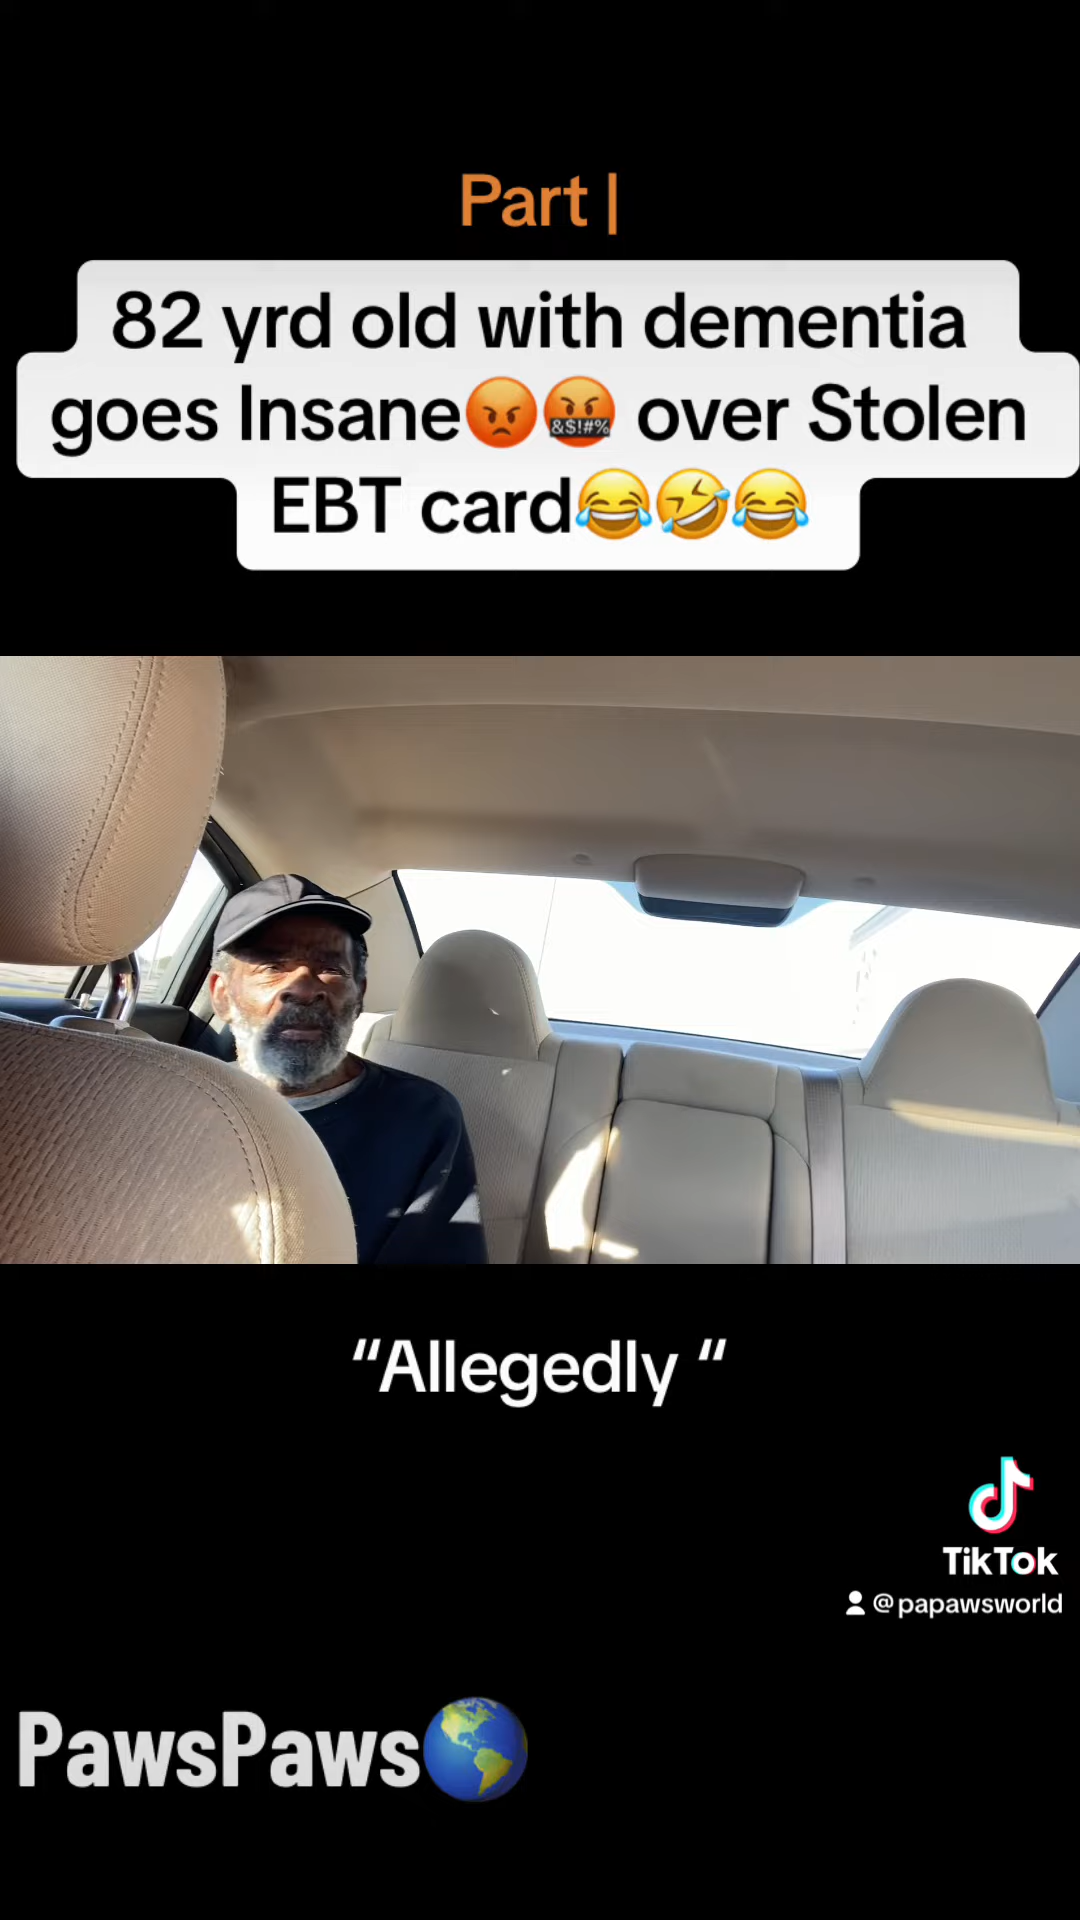 Part |
82 yrd old with dementia
goes Insane😡🤬 over Stolen
EBT card😂🤣😂
“Allegedly “
TikTok
@papawsworld
PawsPaws🌎